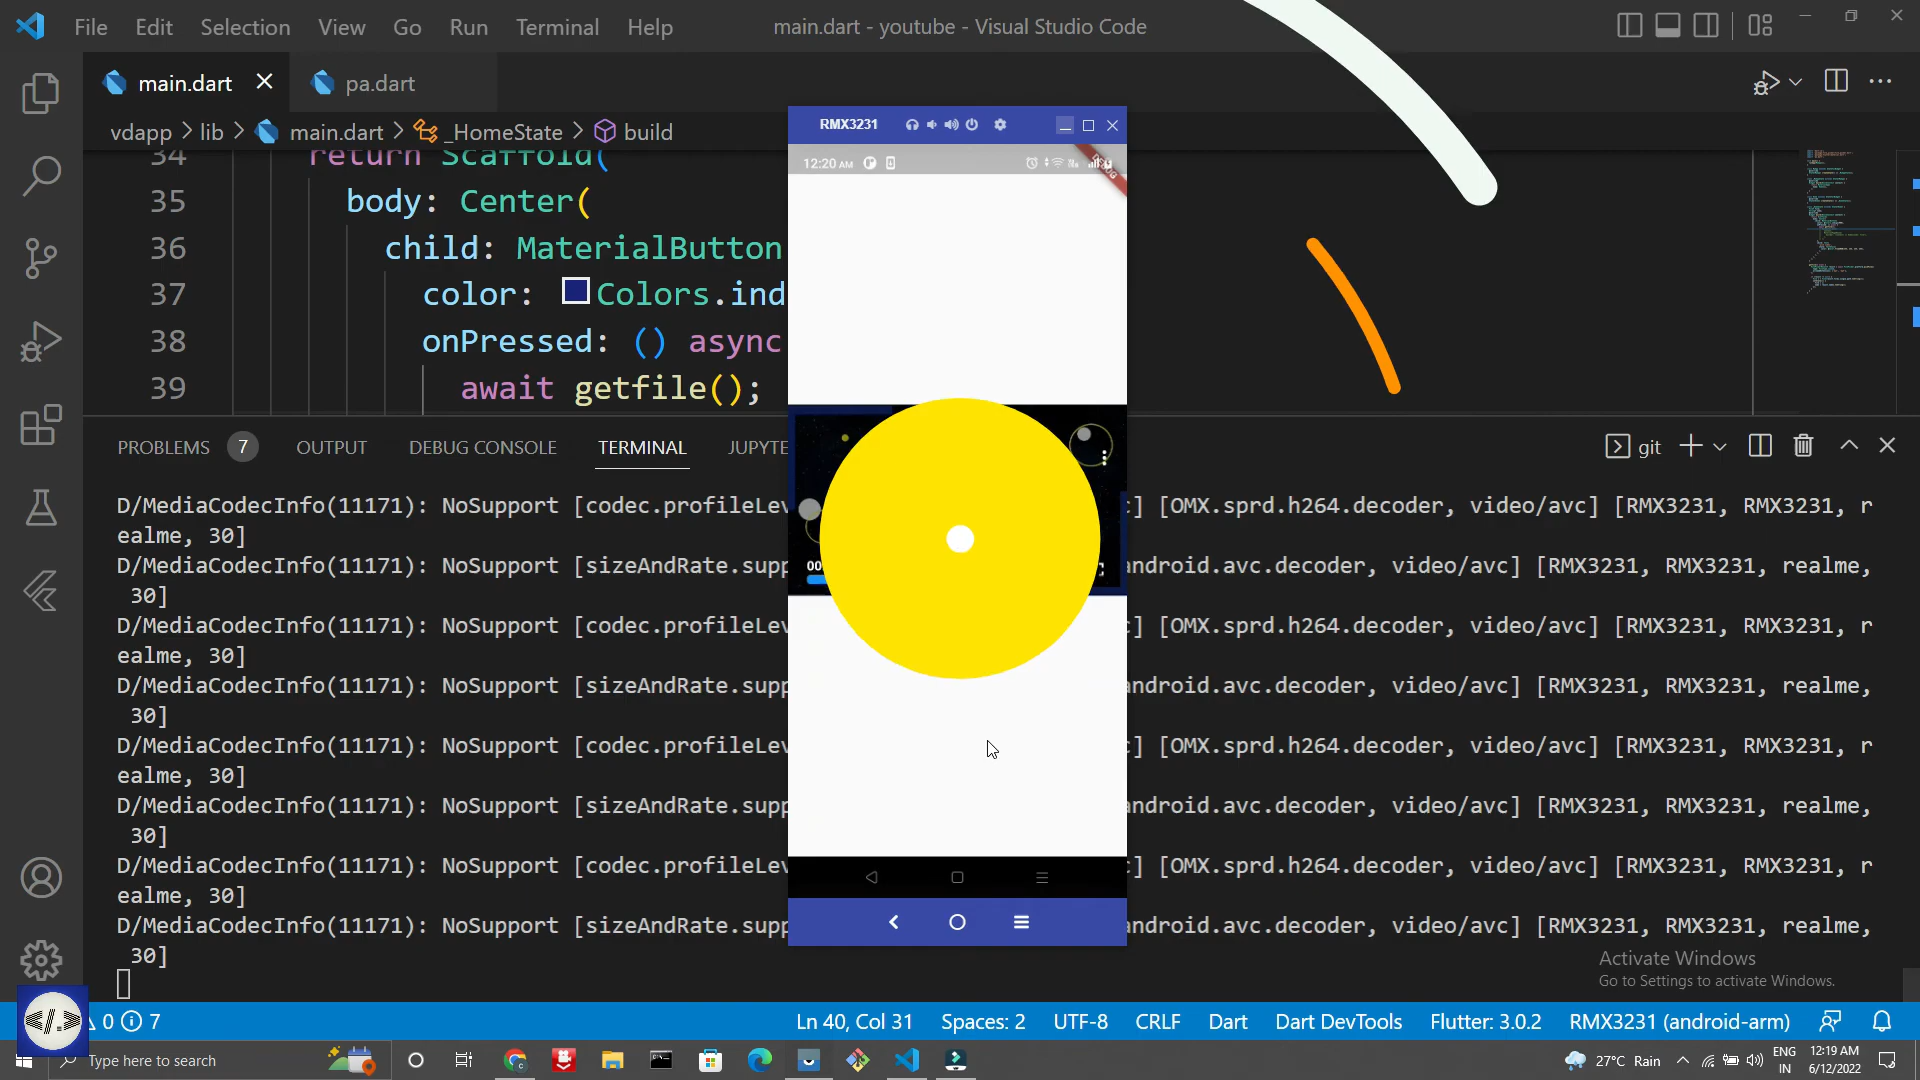 File Edit Selection View Go Run Terminal Help
main.dart - youtube - Visual Studio Code
main.dart
pa.dart
vdapp > lib > main.dart > _HomeState > build
34 return Scaffold(
35 body: Center(
36 child: MaterialButton
37 color: Colors.ind
38 onPressed: () async
39 await getfile();
RMX3231
12:20 AM
DEBUG
00
PROBLEMS 7 OUTPUT DEBUG CONSOLE TERMINAL JUPYTE
git
D/MediaCodecInfo(11171): NoSupport [codec.profileLev c] [OMX.sprd.h264.decoder, video/avc] [RMX3231, RMX3231, r
ealme, 30]
D/MediaCodecInfo(11171): NoSupport [sizeAndRate.supp android.avc.decoder, video/avc] [RMX3231, RMX3231, realme,
30]
D/MediaCodecInfo(11171): NoSupport [codec.profileLev c] [OMX.sprd.h264.decoder, video/avc] [RMX3231, RMX3231, r
ealme, 30]
D/MediaCodecInfo(11171): NoSupport [sizeAndRate.supp android.avc.decoder, video/avc] [RMX3231, RMX3231, realme,
30]
D/MediaCodecInfo(11171): NoSupport [codec.profileLev c] [OMX.sprd.h264.decoder, video/avc] [RMX3231, RMX3231, r
ealme, 30]
D/MediaCodecInfo(11171): NoSupport [sizeAndRate.supp android.avc.decoder, video/avc] [RMX3231, RMX3231, realme,
30]
D/MediaCodecInfo(11171): NoSupport [codec.profileLev c] [OMX.sprd.h264.decoder, video/avc] [RMX3231, RMX3231, r
ealme, 30]
D/MediaCodecInfo(11171): NoSupport [sizeAndRate.supp android.avc.decoder, video/avc] [RMX3231, RMX3231, realme,
30]
Activate Windows
Go to Settings to activate Windows.
</.>
0 7
Ln 40, Col 31 Spaces: 2 UTF-8 CRLF Dart Dart DevTools Flutter: 3.0.2 RMX3231 (android-arm)
Type here to search
27°C Rain
ENG
IN
12:19 AM
6/12/2022